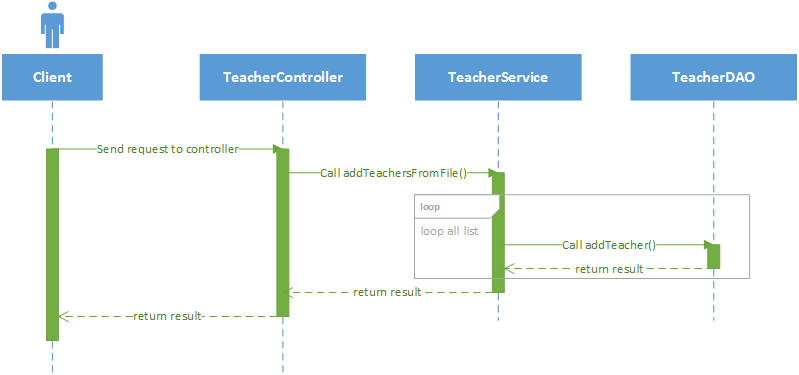 Client
TeacherController
TeacherService
TeacherDAO
Send request to controller
Call addTeachersFromFile()
loop
loop all list
Call addTeacher()
return result
return result
return result